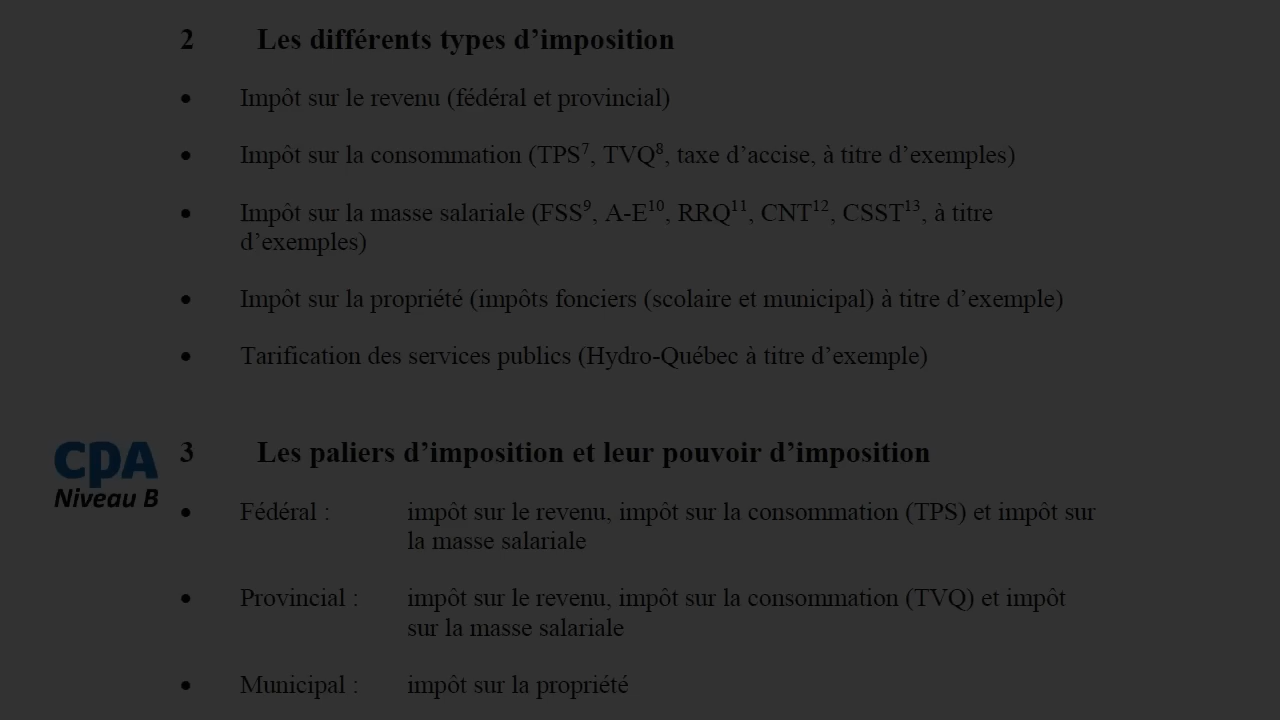 2 Les différents types d’imposition
• Impôt sur le revenu (fédéral et provincial)
• Impôt sur la consommation (TPS⁷, TVQ⁸, taxe d’accise, à titre d’exemples)
• Impôt sur la masse salariale (FSS⁹, A-E¹⁰, RRQ¹¹, CNT¹², CSST¹³, à titre
d’exemples)
• Impôt sur la propriété (impôts fonciers (scolaire et municipal) à titre d’exemple)
• Tarification des services publics (Hydro-Québec à titre d’exemple)
CPA
Niveau B
3 Les paliers d’imposition et leur pouvoir d’imposition
• Fédéral : impôt sur le revenu, impôt sur la consommation (TPS) et impôt sur
la masse salariale
• Provincial : impôt sur le revenu, impôt sur la consommation (TVQ) et impôt
sur la masse salariale
• Municipal : impôt sur la propriété